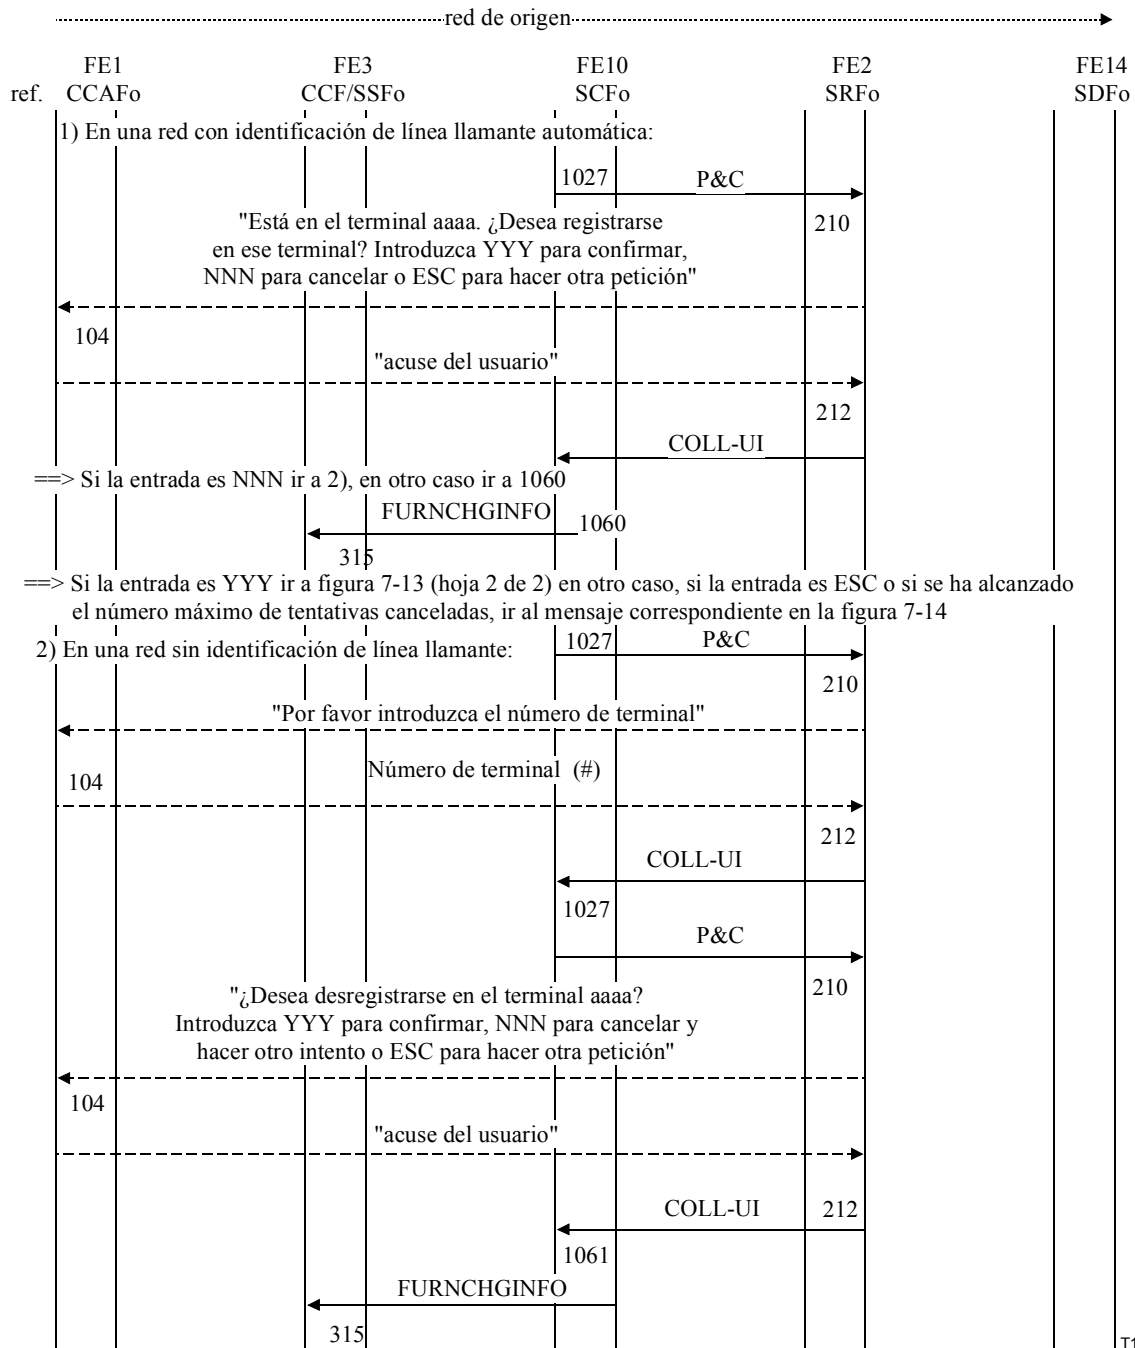 red de origen
FE1 FE3 FE10 FE2 FE14
ref. CCAFo CCF/SSFo SCFo SRFo SDFo
1) En una red con identificación de línea llamante automática:
1027 P&C
"Está en el terminal aaaa. ¿Desea registrarse 210
en ese terminal? Introduzca YYY para confirmar,
NNN para cancelar o ESC para hacer otra petición"
104
"acuse del usuario"
212
COLL-UI
==> Si la entrada es NNN ir a 2), en otro caso ir a 1060
FURNCHGINFO 1060
315
==> Si la entrada es YYY ir a figura 7-13 (hoja 2 de 2) en otro caso, si la entrada es ESC o si se ha alcanzado
el número máximo de tentativas canceladas, ir al mensaje correspondiente en la figura 7-14
2) En una red sin identificación de línea llamante: 1027 P&C
210
"Por favor introduzca el número de terminal"
104 Número de terminal (#)
212
COLL-UI
1027
P&C
"¿Desea desregistrarse en el terminal aaaa? 210
Introduzca YYY para confirmar, NNN para cancelar y
hacer otro intento o ESC para hacer otra petición"
104
"acuse del usuario"
COLL-UI 212
1061
FURNCHGINFO
315
T1